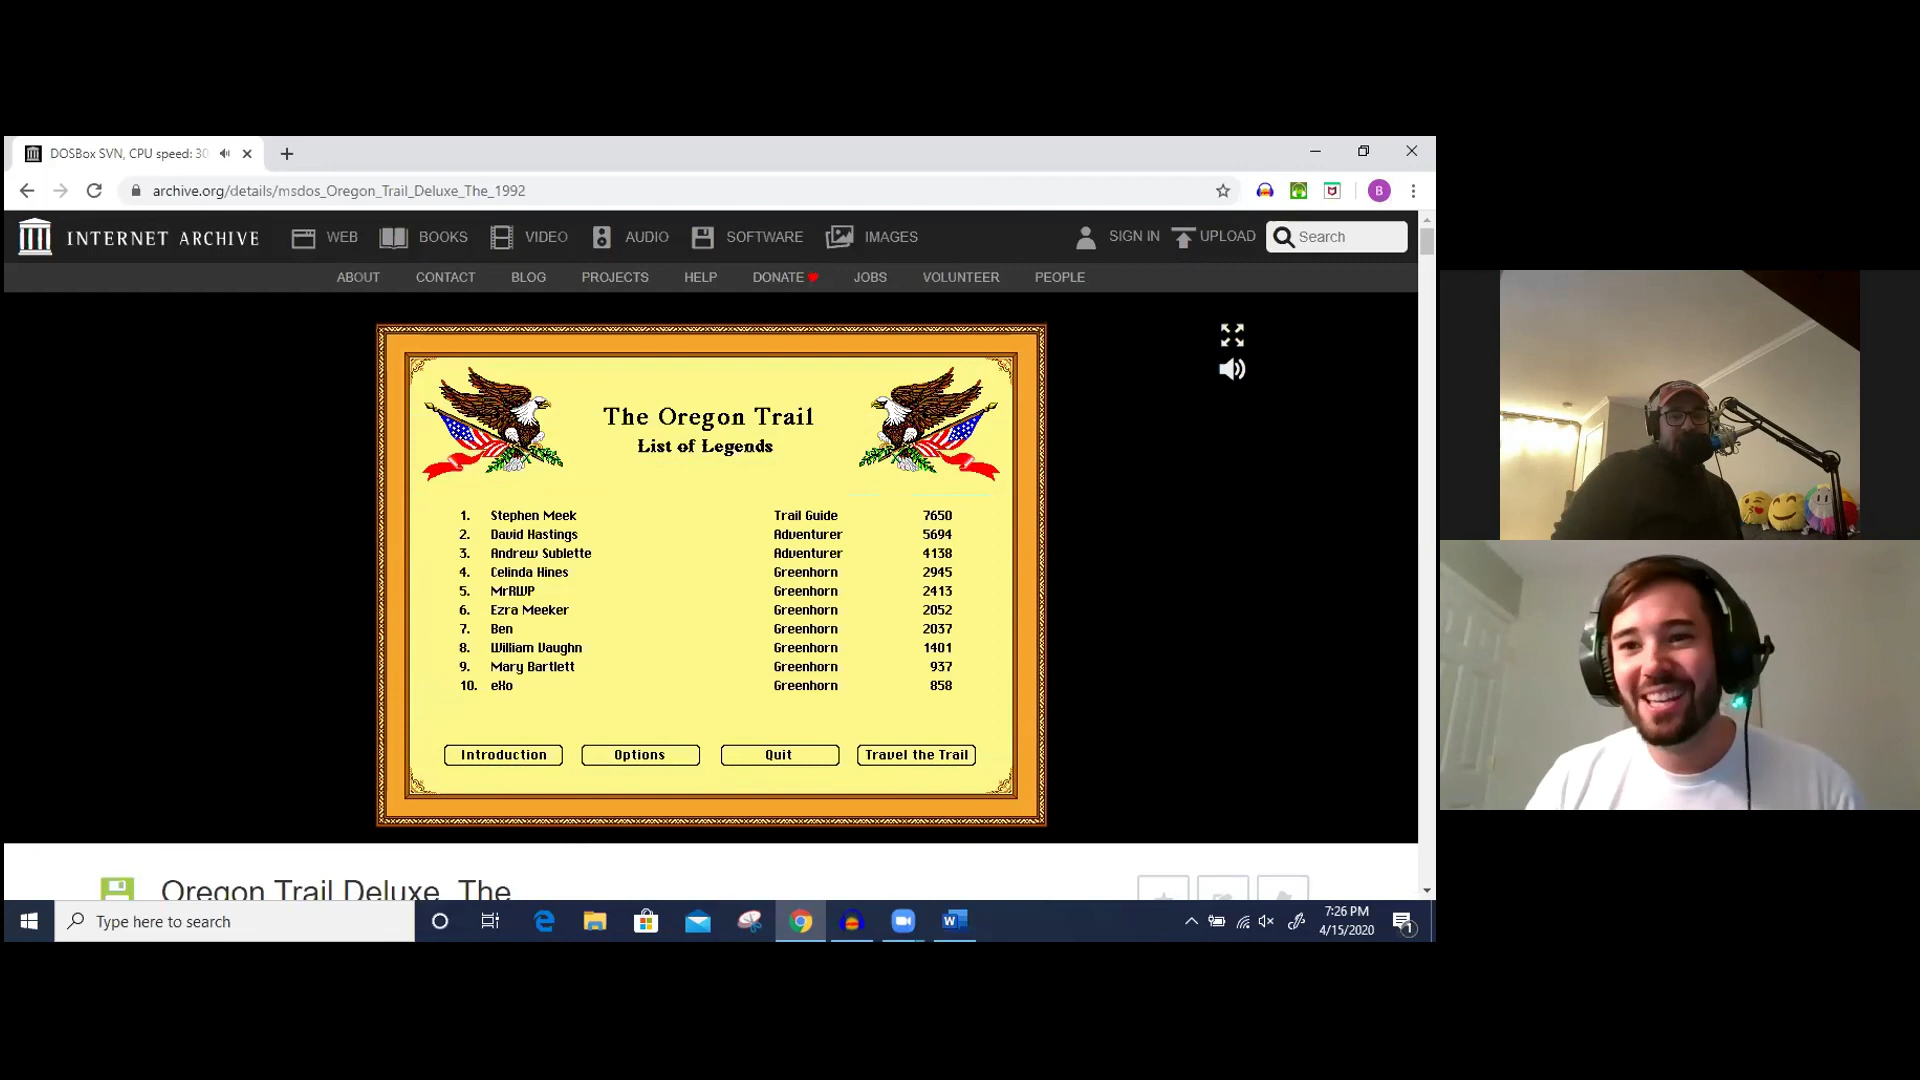 DOSBox SVN, CPU speed: 30
archive.org/details/msdos_Oregon_Trail_Deluxe_The_1992
B
INTERNET ARCHIVE
WEB BOOKS VIDEO AUDIO SOFTWARE IMAGES
SIGN IN UPLOAD Search
ABOUT CONTACT BLOG PROJECTS HELP DONATE JOBS VOLUNTEER PEOPLE
The Oregon Trail
List of Legends
1. Stephen Meek Trail Guide 7650
2. David Hastings Adventurer 5694
3. Andrew Sublette Adventurer 4138
4. Celinda Hines Greenhorn 2945
5. MrRWP Greenhorn 2413
6. Ezra Meeker Greenhorn 2052
7. Ben Greenhorn 2037
8. William Vaughn Greenhorn 1401
9. Mary Bartlett Greenhorn 937
10. eXo Greenhorn 858
Introduction Options Quit Travel the Trail
Oregon Trail Deluxe, The
Type here to search
7:26 PM
4/15/2020
1